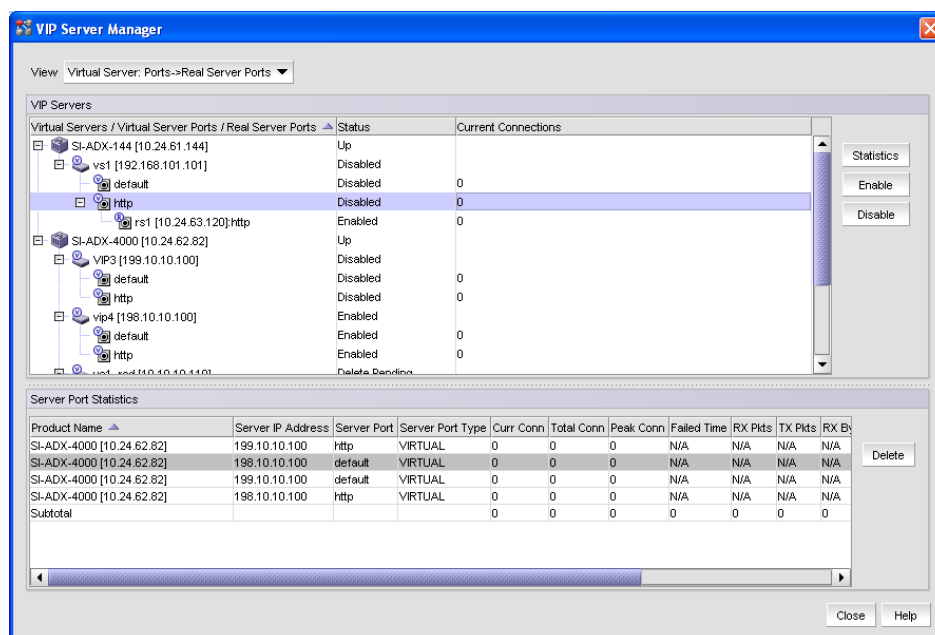 VIP Server Manager
View Virtual Server: Ports->Real Server Ports
VIP Servers
Virtual Servers / Virtual Server Ports / Real Server Ports Status Current Connections
SI-ADX-144 [10.24.61.144] Up
vs1 [192.168.101.101] Disabled
default Disabled 0
http Disabled 0
rs1 [10.24.63.120]:http Enabled 0
SI-ADX-4000 [10.24.62.82] Up
VIP3 [199.10.10.100] Disabled
default Disabled 0
http Disabled 0
vip4 [198.10.10.100] Enabled
default Enabled 0
http Enabled 0
Delete Pending
Statistics
Enable
Disable
Server Port Statistics
Product Name Server IP Address Server Port Server Port Type Curr Conn Total Conn Peak Conn Failed Time RX Pkts TX Pkts RX By
SI-ADX-4000 [10.24.62.82] 199.10.10.100 http VIRTUAL 0 0 0 N/A N/A N/A N/A
SI-ADX-4000 [10.24.62.82] 198.10.10.100 default VIRTUAL 0 0 0 N/A N/A N/A N/A
SI-ADX-4000 [10.24.62.82] 199.10.10.100 default VIRTUAL 0 0 0 N/A N/A N/A N/A
SI-ADX-4000 [10.24.62.82] 198.10.10.100 http VIRTUAL 0 0 0 N/A N/A N/A N/A
Subtotal 0 0 0 0 0 0 0
Delete
Close Help